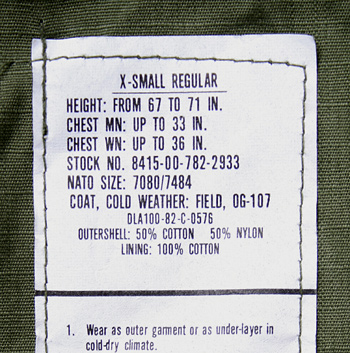 X-SMALL REGULAR
HEIGHT: FROM 67 TO 71 IN.
CHEST MN: UP TO 33 IN.
CHEST WN: UP TO 36 IN.
STOCK NO. 8415-00-782-2933
NATO SIZE: 7080/7484
COAT, COLD WEATHER: FIELD, OG-107
DLA100-82-C-0576
OUTERSHELL: 50% COTTON 50% NYLON
LINING: 100% COTTON
1. Wear as outer garment or as under-layer in
cold-dry climate.